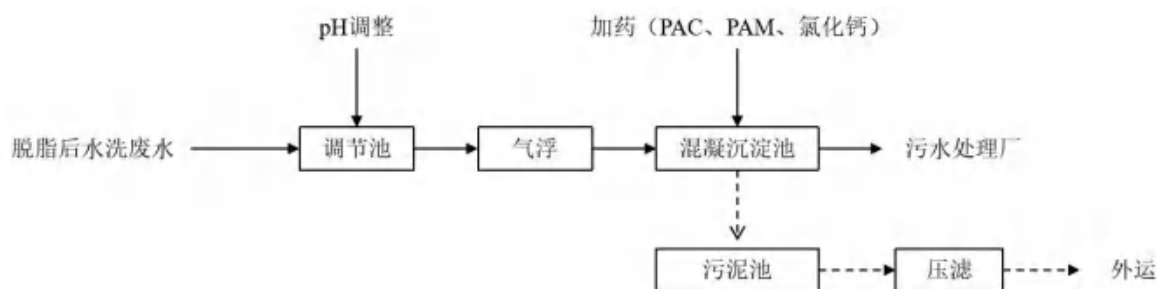 pH调整
加药（PAC、PAM、氯化钙）
脱脂后水洗废水
调节池
气浮
混凝沉淀池
污水处理厂
污泥池
压滤
外运